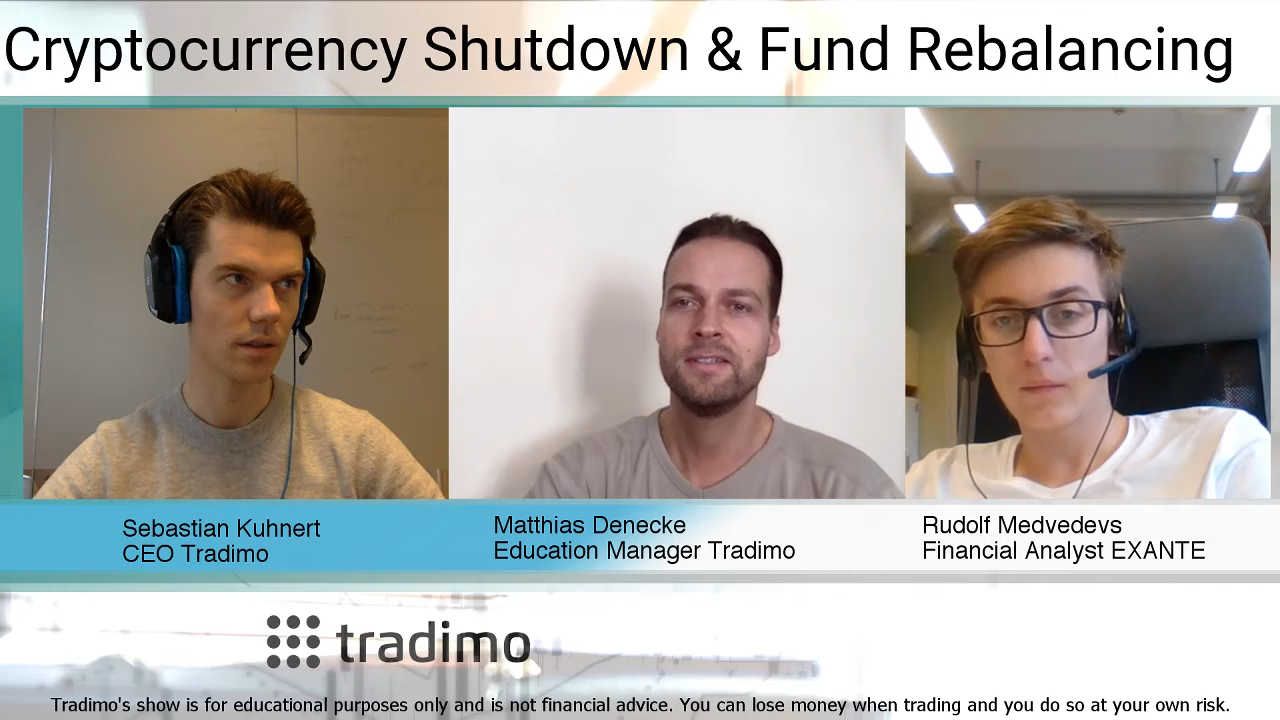 Cryptocurrency Shutdown & Fund Rebalancing
Sebastian Kuhnert
CEO Tradimo
Matthias Denecke
Education Manager Tradimo
Rudolf Medvedevs
Financial Analyst EXANTE
tradimo
Tradimo's show is for educational purposes only and is not financial advice. You can lose money when trading and you do so at your own risk.